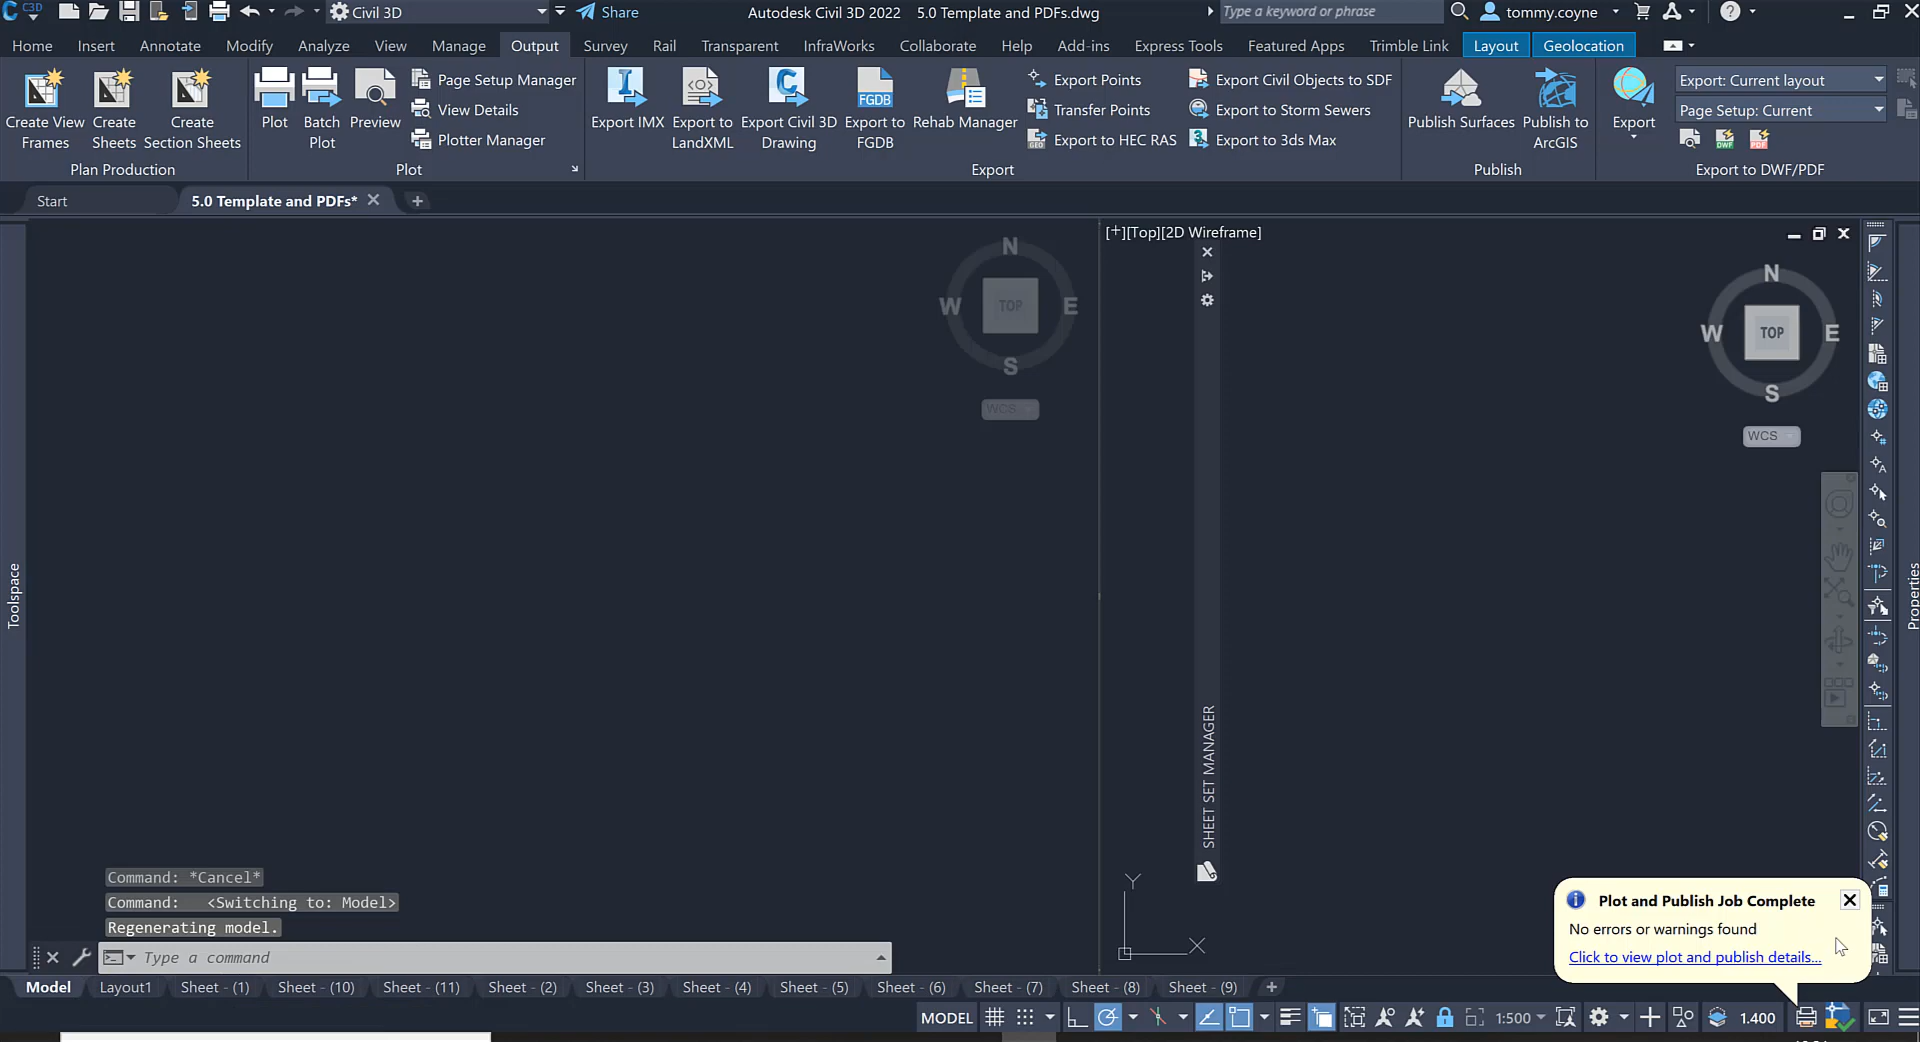 C3D
Civil 3D
Share
Autodesk Civil 3D 2022
5.0 Template and PDFs.dwg
Type a keyword or phrase
tommy.coyne
Home
Insert
Annotate
Modify
Analyze
View
Manage
Output
Survey
Rail
Transparent
InfraWorks
Collaborate
Help
Add-ins
Express Tools
Featured Apps
Trimble Link
Layout
Geolocation
Create View
Frames
Create
Sheets
Create
Section Sheets
Plan Production
Plot
Batch
Plot
Preview
Page Setup Manager
View Details
Plotter Manager
Plot
Export IMX
Export to
LandXML
Export Civil 3D
Drawing
FGDB
Export to
FGDB
Rehab Manager
Export Points
Transfer Points
Export to HEC RAS
Export Civil Objects to SDF
Export to Storm Sewers
Export to 3ds Max
Export
Publish Surfaces
Publish to
ArcGIS
Publish
Export
Export: Current layout
Page Setup: Current
DWF
PDF
Export to DWF/PDF
Start
5.0 Template and PDFs*
[+][Top][2D Wireframe]
N
W
TOP
E
S
WCS
N
W
TOP
E
S
WCS
Toolspace
Properties
SHEET SET MANAGER
Y
X
Command: *Cancel*
Command:   <Switching to: Model>
Regenerating model.
Type a command
Plot and Publish Job Complete
No errors or warnings found
Click to view plot and publish details...
Model
Layout1
Sheet - (1)
Sheet - (10)
Sheet - (11)
Sheet - (2)
Sheet - (3)
Sheet - (4)
Sheet - (5)
Sheet - (6)
Sheet - (7)
Sheet - (8)
Sheet - (9)
MODEL
1:500
1.400